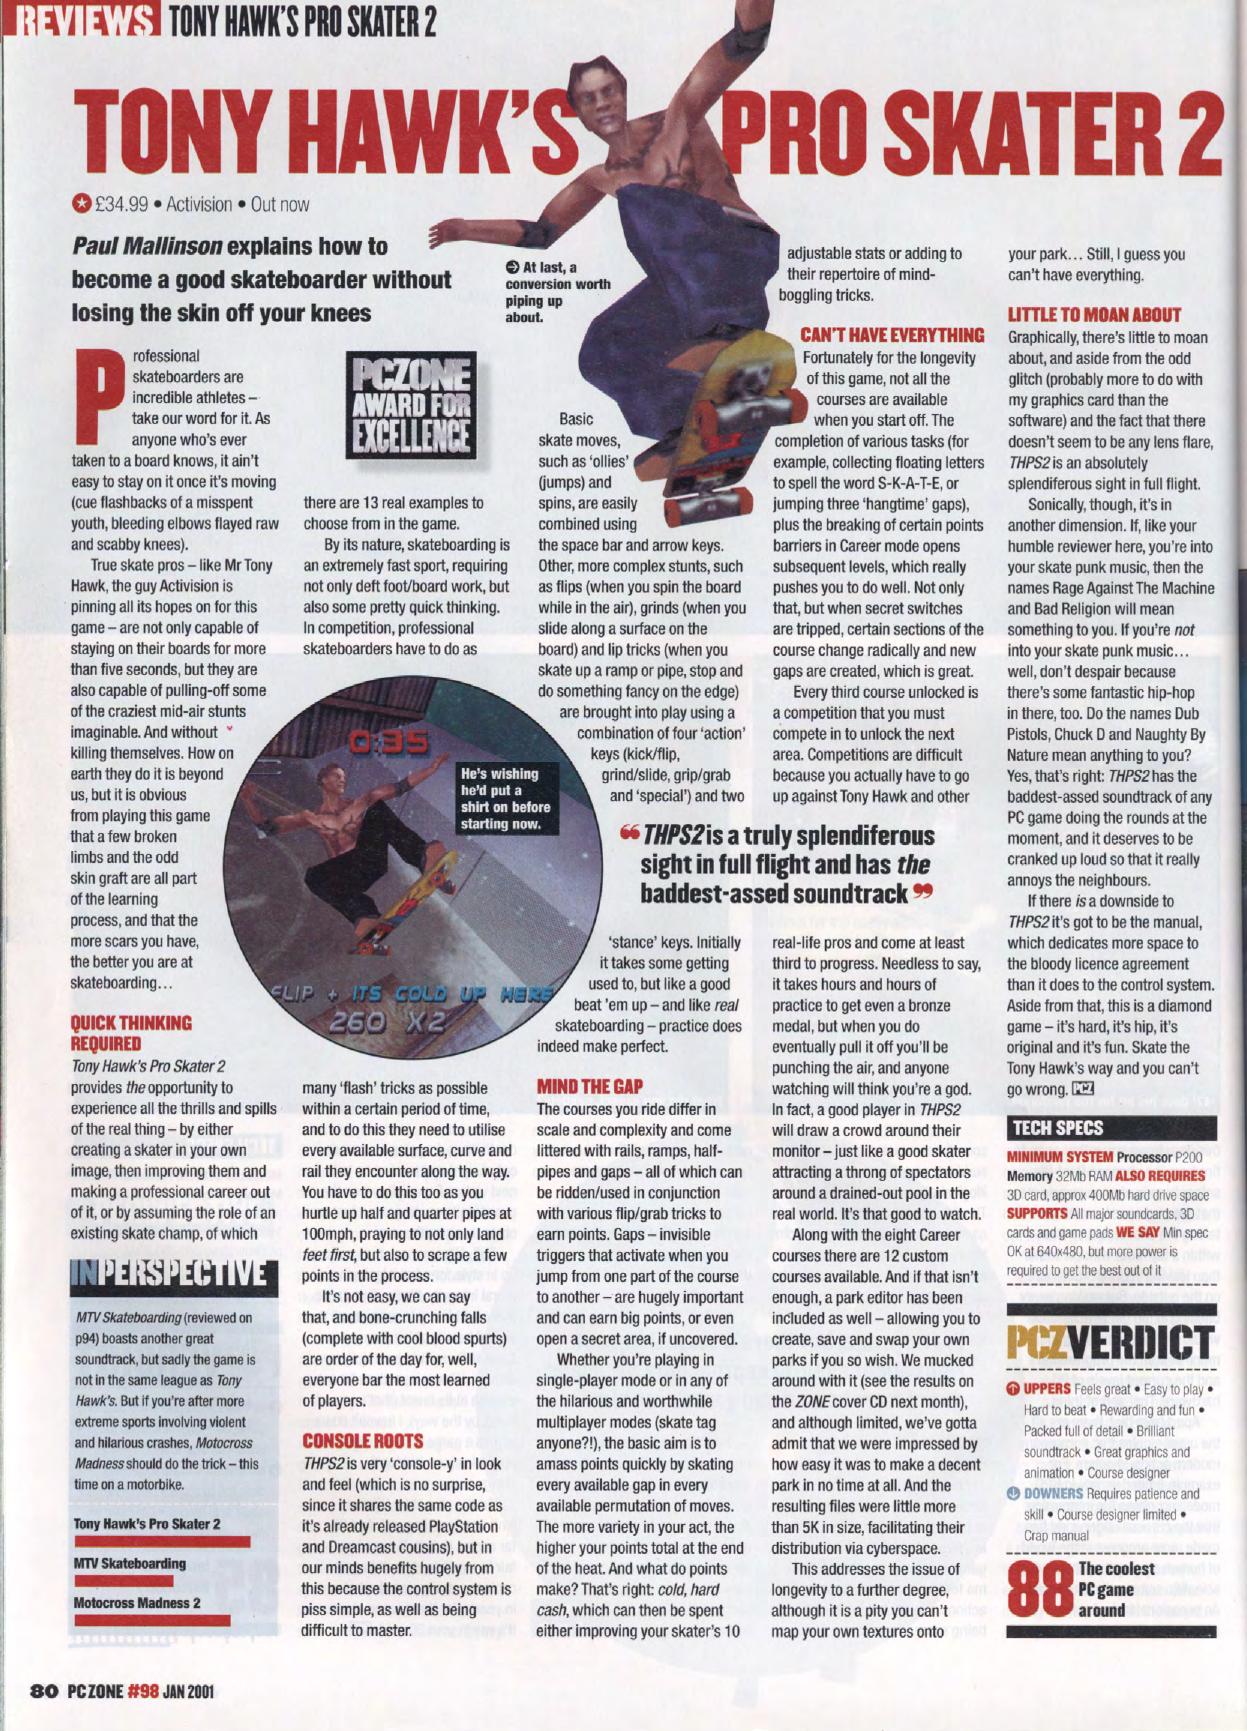 REVIEWS TONY HAWK'S PRO SKATER 2
TONY HAWK'S PRO SKATER 2
£34.99 • Activision • Out now
Paul Mallinson explains how to
become a good skateboarder without
losing the skin off your knees
At last, a
conversion worth
piping up
about.
Professional
skateboarders are
incredible athletes –
take our word for it. As
anyone who's ever
taken to a board knows, it ain't
easy to stay on it once it's moving
(cue flashbacks of a misspent
youth, bleeding elbows flayed raw
and scabby knees).
True skate pros – like Mr Tony
Hawk, the guy Activision is
pinning all its hopes on for this
game – are not only capable of
staying on their boards for more
than five seconds, but they are
also capable of pulling-off some
of the craziest mid-air stunts
imaginable. And without
killing themselves. How on
earth they do it is beyond
us, but it is obvious
from playing this game
that a few broken
limbs and the odd
skin graft are all part
of the learning
process, and that the
more scars you have,
the better you are at
skateboarding...
QUICK THINKING
REQUIRED
Tony Hawk's Pro Skater 2
provides the opportunity to
experience all the thrills and spills
of the real thing – by either
creating a skater in your own
image, then improving them and
making a professional career out
of it, or by assuming the role of an
existing skate champ, of which
INPERSPECTIVE
MTV Skateboarding (reviewed on
p94) boasts another great
soundtrack, but sadly the game is
not in the same league as Tony
Hawk's. But if you're after more
extreme sports involving violent
and hilarious crashes, Motocross
Madness should do the trick – this
time on a motorbike.
Tony Hawk's Pro Skater 2
MTV Skateboarding
Motocross Madness 2
PCZONE
AWARD FOR
EXCELLENCE
there are 13 real examples to
choose from in the game.
By its nature, skateboarding is
an extremely fast sport, requiring
not only deft foot/board work, but
also some pretty quick thinking.
In competition, professional
skateboarders have to do as
0:35
He's wishing
he'd put a
shirt on before
starting now.
FLIP + ITS COLD UP HERE
260 X2
many 'flash' tricks as possible
within a certain period of time,
and to do this they need to utilise
every available surface, curve and
rail they encounter along the way.
You have to do this too as you
hurtle up half and quarter pipes at
100mph, praying to not only land
feet first, but also to scrape a few
points in the process.
It's not easy, we can say
that, and bone-crunching falls
(complete with cool blood spurts)
are order of the day for, well,
everyone bar the most learned
of players.
CONSOLE ROOTS
THPS2 is very 'console-y' in look
and feel (which is no surprise,
since it shares the same code as
it's already released PlayStation
and Dreamcast cousins), but in
our minds benefits hugely from
this because the control system is
piss simple, as well as being
difficult to master.
Basic
skate moves,
such as 'ollies'
(jumps) and
spins, are easily
combined using
the space bar and arrow keys.
Other, more complex stunts, such
as flips (when you spin the board
while in the air), grinds (when you
slide along a surface on the
board) and lip tricks (when you
skate up a ramp or pipe, stop and
do something fancy on the edge)
are brought into play using a
combination of four 'action'
keys (kick/flip,
grind/slide, grip/grab
and 'special') and two
“THPS2 is a truly splendiferous
sight in full flight and has the
baddest-assed soundtrack”
'stance' keys. Initially
it takes some getting
used to, but like a good
beat 'em up – and like real
skateboarding – practice does
indeed make perfect.
MIND THE GAP
The courses you ride differ in
scale and complexity and come
littered with rails, ramps, half-
pipes and gaps – all of which can
be ridden/used in conjunction
with various flip/grab tricks to
earn points. Gaps – invisible
triggers that activate when you
jump from one part of the course
to another – are hugely important
and can earn big points, or even
open a secret area, if uncovered.
Whether you're playing in
single-player mode or in any of
the hilarious and worthwhile
multiplayer modes (skate tag
anyone?!), the basic aim is to
amass points quickly by skating
every available gap in every
available permutation of moves.
The more variety in your act, the
higher your points total at the end
of the heat. And what do points
make? That's right: cold, hard
cash, which can then be spent
either improving your skater's 10
adjustable stats or adding to
their repertoire of mind-
boggling tricks.
CAN'T HAVE EVERYTHING
Fortunately for the longevity
of this game, not all the
courses are available
when you start off. The
completion of various tasks (for
example, collecting floating letters
to spell the word S-K-A-T-E, or
jumping three 'hangtime' gaps),
plus the breaking of certain points
barriers in Career mode opens
subsequent levels, which really
pushes you to do well. Not only
that, but when secret switches
are tripped, certain sections of the
course change radically and new
gaps are created, which is great.
Every third course unlocked is
a competition that you must
compete in to unlock the next
area. Competitions are difficult
because you actually have to go
up against Tony Hawk and other
real-life pros and come at least
third to progress. Needless to say,
it takes hours and hours of
practice to get even a bronze
medal, but when you do
eventually pull it off you'll be
punching the air, and anyone
watching will think you're a god.
In fact, a good player in THPS2
will draw a crowd around their
monitor – just like a good skater
attracting a throng of spectators
around a drained-out pool in the
real world. It's that good to watch.
Along with the eight Career
courses there are 12 custom
courses available. And if that isn't
enough, a park editor has been
included as well – allowing you to
create, save and swap your own
parks if you so wish. We mucked
around with it (see the results on
the ZONE cover CD next month),
and although limited, we've gotta
admit that we were impressed by
how easy it was to make a decent
park in no time at all. And the
resulting files were little more
than 5K in size, facilitating their
distribution via cyberspace.
This addresses the issue of
longevity to a further degree,
although it is a pity you can't
map your own textures onto
your park... Still, I guess you
can't have everything.
LITTLE TO MOAN ABOUT
Graphically, there's little to moan
about, and aside from the odd
glitch (probably more to do with
my graphics card than the
software) and the fact that there
doesn't seem to be any lens flare,
THPS2 is an absolutely
splendiferous sight in full flight.
Sonically, though, it's in
another dimension. If, like your
humble reviewer here, you're into
your skate punk music, then the
names Rage Against The Machine
and Bad Religion will mean
something to you. If you're not
into your skate punk music...
well, don't despair because
there's some fantastic hip-hop
in there, too. Do the names Dub
Pistols, Chuck D and Naughty By
Nature mean anything to you?
Yes, that's right: THPS2 has the
baddest-assed soundtrack of any
PC game doing the rounds at the
moment, and it deserves to be
cranked up loud so that it really
annoys the neighbours.
If there is a downside to
THPS2 it's got to be the manual,
which dedicates more space to
the bloody licence agreement
than it does to the control system.
Aside from that, this is a diamond
game – it's hard, it's hip, it's
original and it's fun. Skate the
Tony Hawk's way and you can't
go wrong. PCZ
TECH SPECS
MINIMUM SYSTEM Processor P200
Memory 32Mb RAM ALSO REQUIRES
3D card, approx 400Mb hard drive space
SUPPORTS All major soundcards, 3D
cards and game pads WE SAY Min spec
OK at 640x480, but more power is
required to get the best out of it
PCZVERDICT
UPPERS Feels great • Easy to play •
Hard to beat • Rewarding and fun •
Packed full of detail • Brilliant
soundtrack • Great graphics and
animation • Course designer
DOWNERS Requires patience and
skill • Course designer limited •
Crap manual
88 The coolest
PC game
around
80 PCZONE #98 JAN 2001